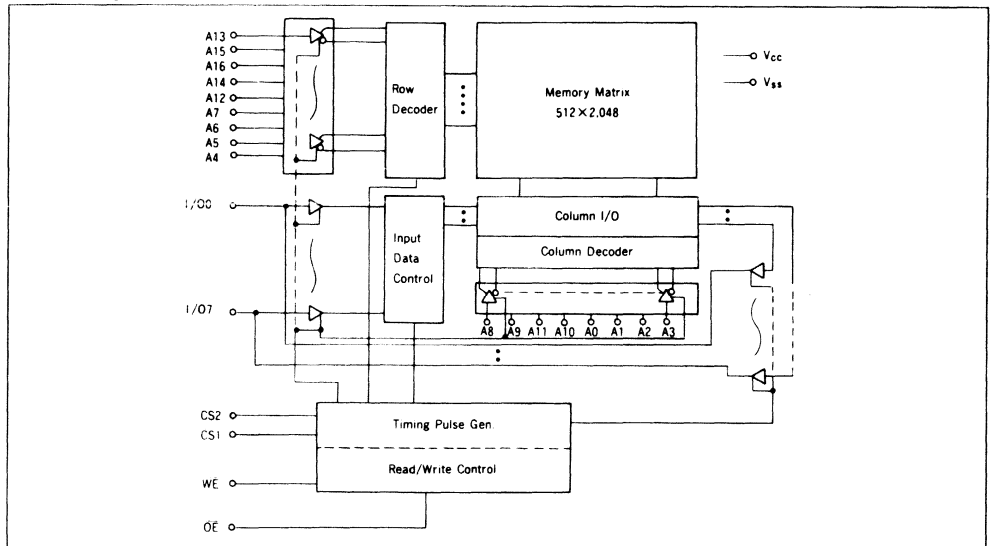 A13
A15
A16
A14
A12
A7
A6
A5
A4
Row
Decoder
Memory Matrix
512×2,048
Vcc
Vss
I/O0
I/O7
Input
Data
Control
Column I/O
Column Decoder
A8 A9 A11 A10 A0 A1 A2 A3
CS2
CS1
WE
OE
Timing Pulse Gen.
Read/Write Control